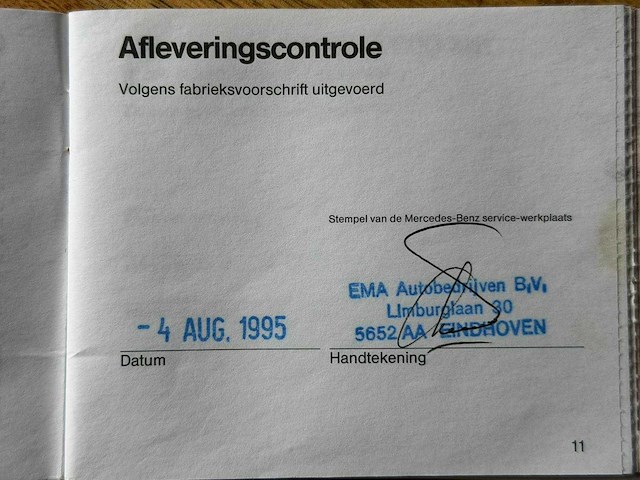 Afleveringscontrole
Volgens fabrieksvoorschrift uitgevoerd
Stempel van de Mercedes-Benz service-werkplaats
EMA Autobedrijven B.V.
Limburglaan 30
5652 AA EINDHOVEN
- 4 AUG. 1995
Datum
Handtekening
11